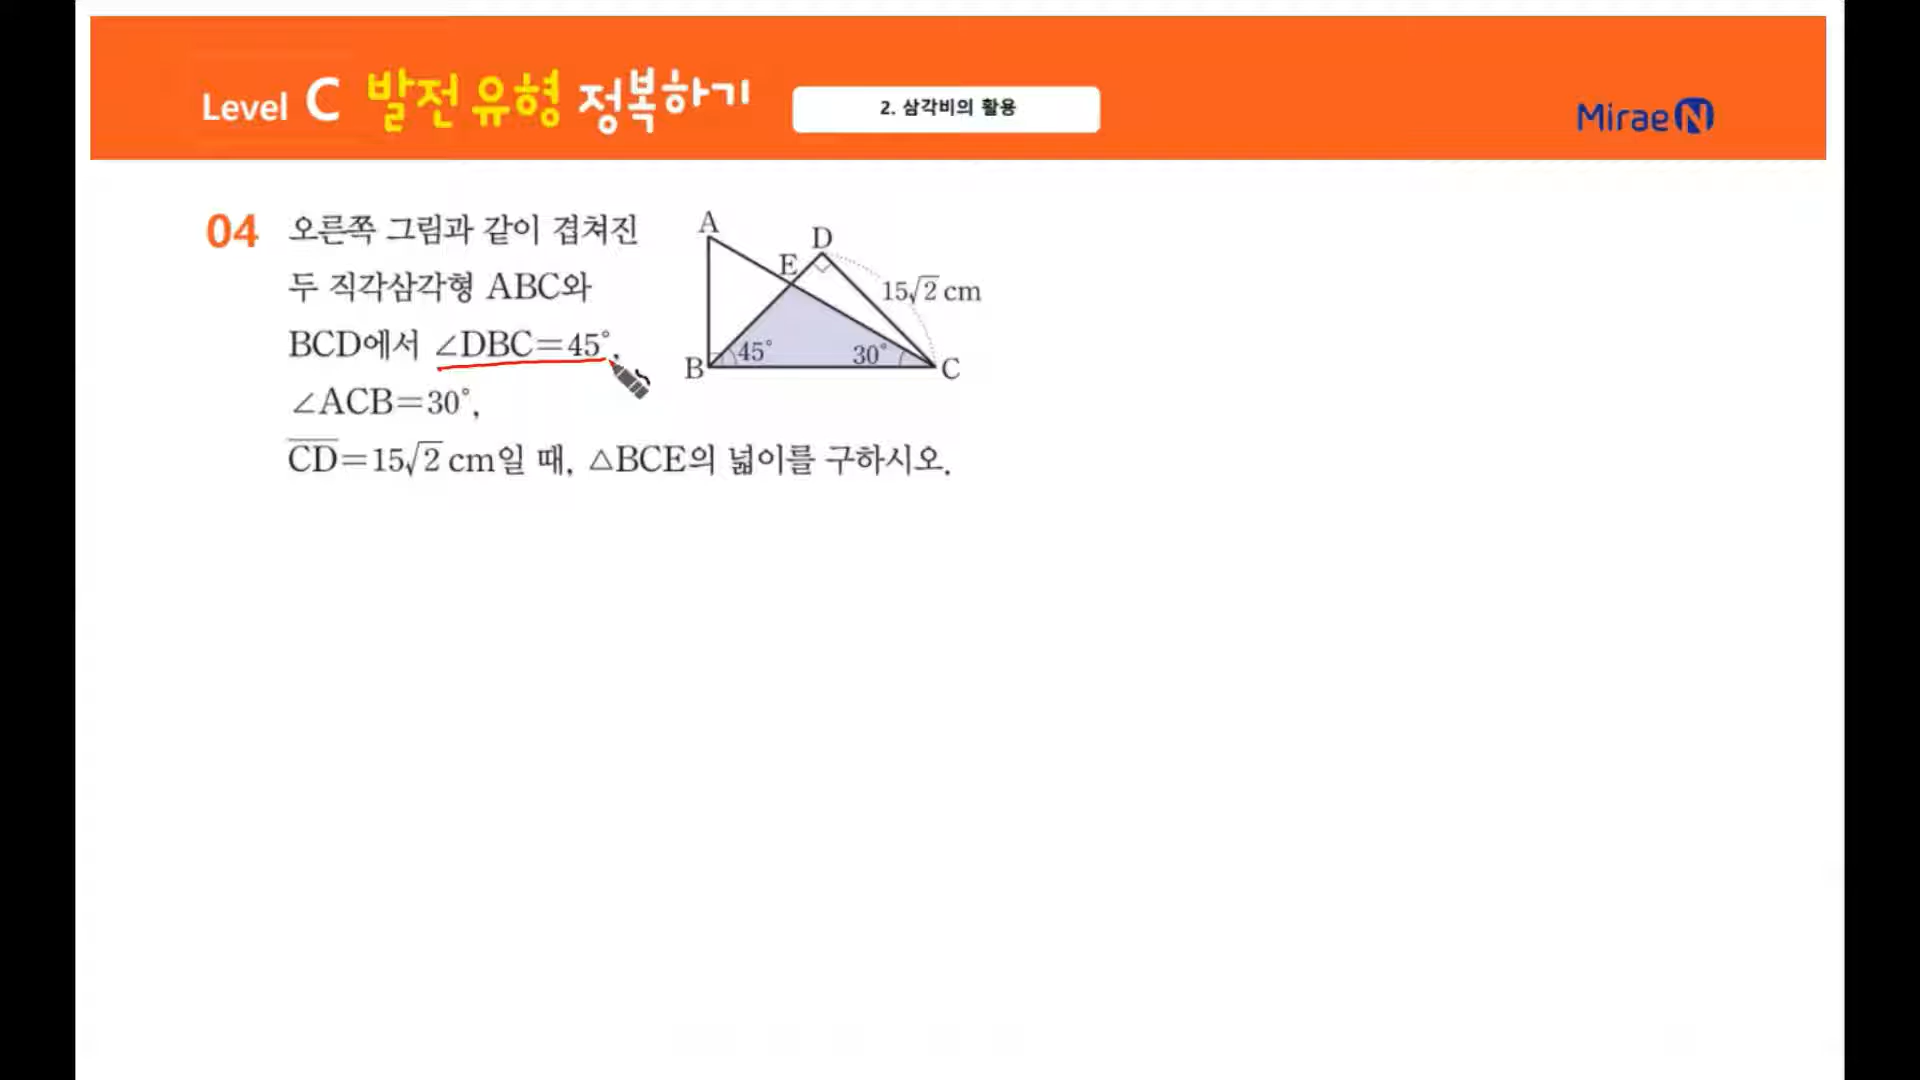 Level C 발전 유형 정복하기
2. 삼각비의 활용
Mirae N
04 오른쪽 그림과 같이 겹쳐진
두 직각삼각형 ABC와
BCD에서 ∠DBC=45°,
∠ACB=30°,
C̅D̅=15√2 cm일 때, △BCE의 넓이를 구하시오.
A
D
E
15√2 cm
B
45°
30°
C